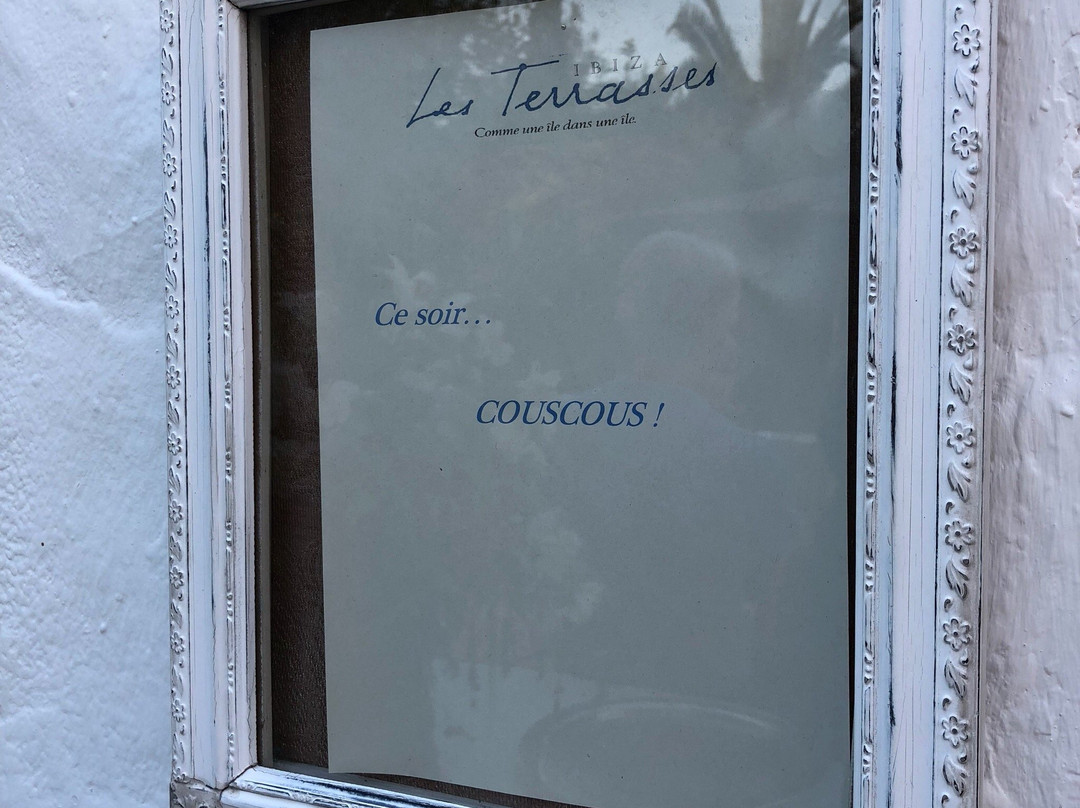 IBIZA
Les Terrasses
Comme une île dans une île.
Ce soir...
COUSCOUS !